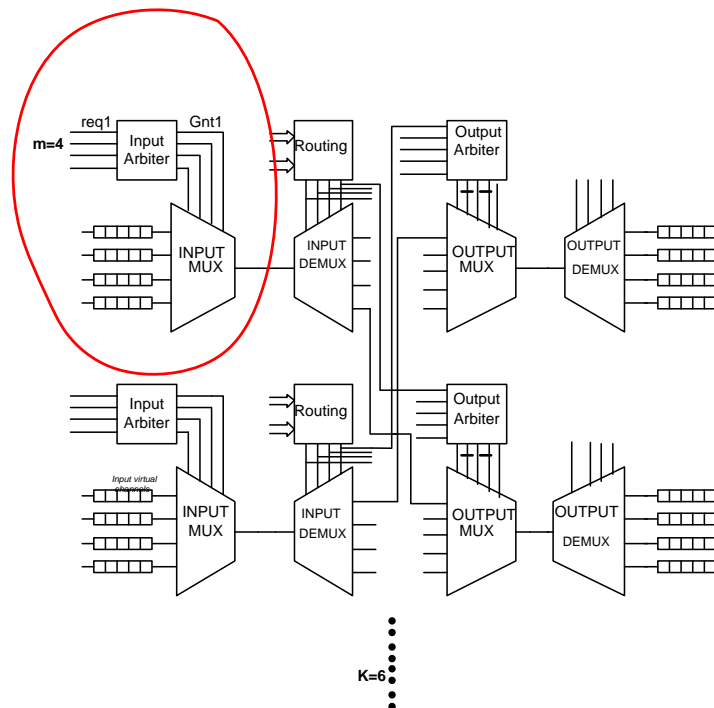 req1
Gnt1
m=4
Input
Arbiter
Routing
Output
Arbiter
INPUT
MUX
INPUT
DEMUX
OUTPUT
MUX
OUTPUT
DEMUX
Input
Arbiter
Routing
Output
Arbiter
Input virtual
channels
INPUT
MUX
INPUT
DEMUX
OUTPUT
MUX
OUTPUT
DEMUX
K=6